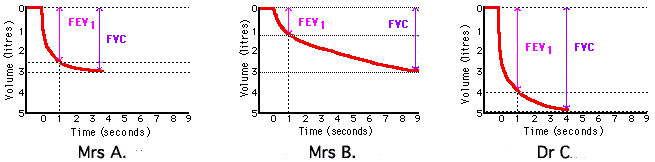 Volume (litres)
0
1
2
3
4
5
FEV1
FVC
0 1 2 3 4 5 6 7 8 9
Time (seconds)
Mrs A.
Volume (litres)
0
1
2
3
4
5
FEV1
FVC
0 1 2 3 4 5 6 7 8 9
Time (seconds)
Mrs B.
Volume (litres)
0
1
2
3
4
5
FEV1
FVC
0 1 2 3 4 5 6 7 8 9
Time (seconds)
Dr C.